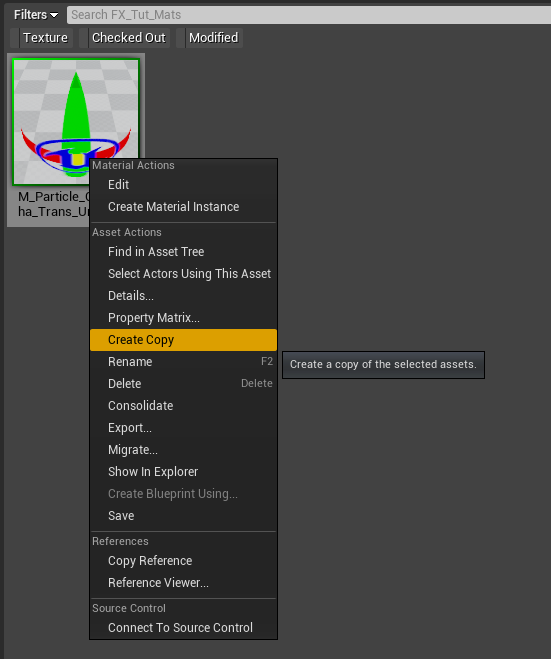 Filters Search FX_Tut_Mats
Texture Checked Out Modified
M_Particle_
ha_Trans_Un
Material Actions
Edit
Create Material Instance
Asset Actions
Find in Asset Tree
Select Actors Using This Asset
Details...
Property Matrix...
Create Copy
Rename F2
Create a copy of the selected assets.
Delete Delete
Consolidate
Export...
Migrate...
Show In Explorer
Create Blueprint Using...
Save
References
Copy Reference
Reference Viewer...
Source Control
Connect To Source Control